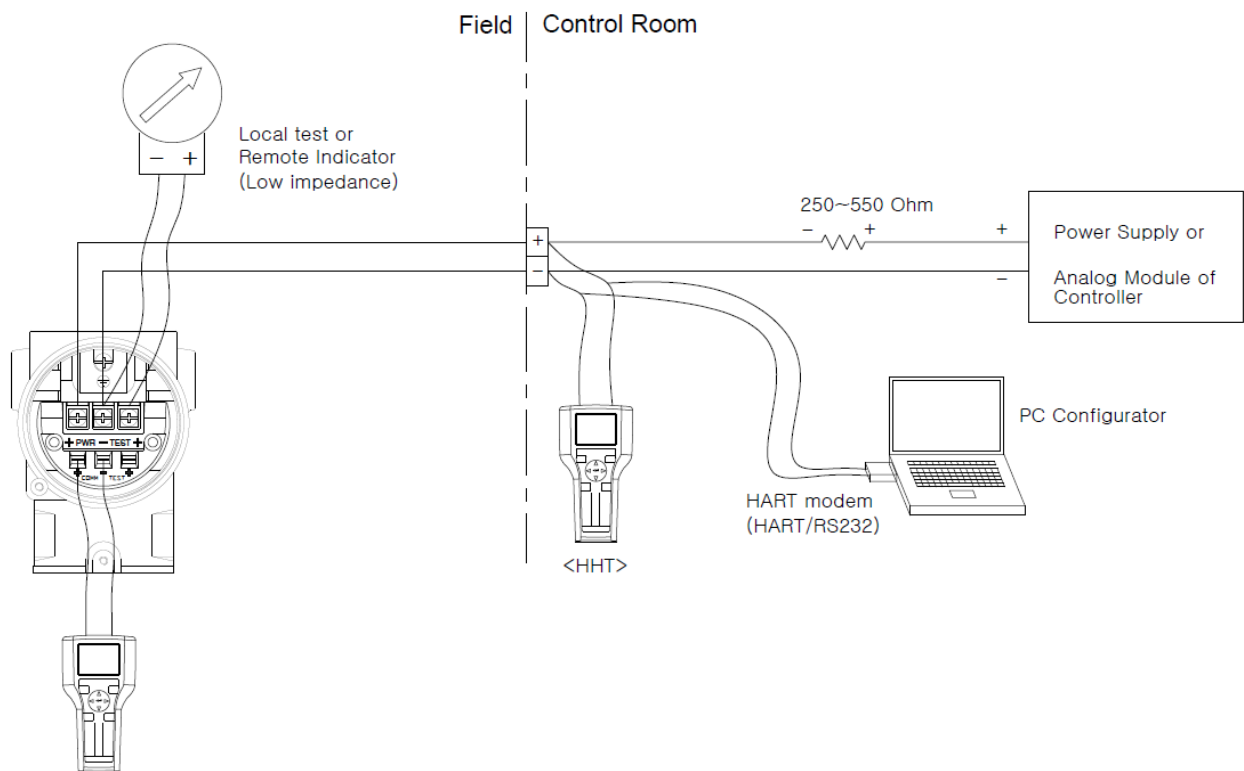 Field
Control Room
Local test or
Remote Indicator
(Low impedance)
− +
250~550 Ohm
− +
+
−
+
−
Power Supply or
Analog Module of
Controller
+ PWR − TEST +
+ − +
COMM TEST
PC Configurator
HART modem
(HART/RS232)
<HHT>